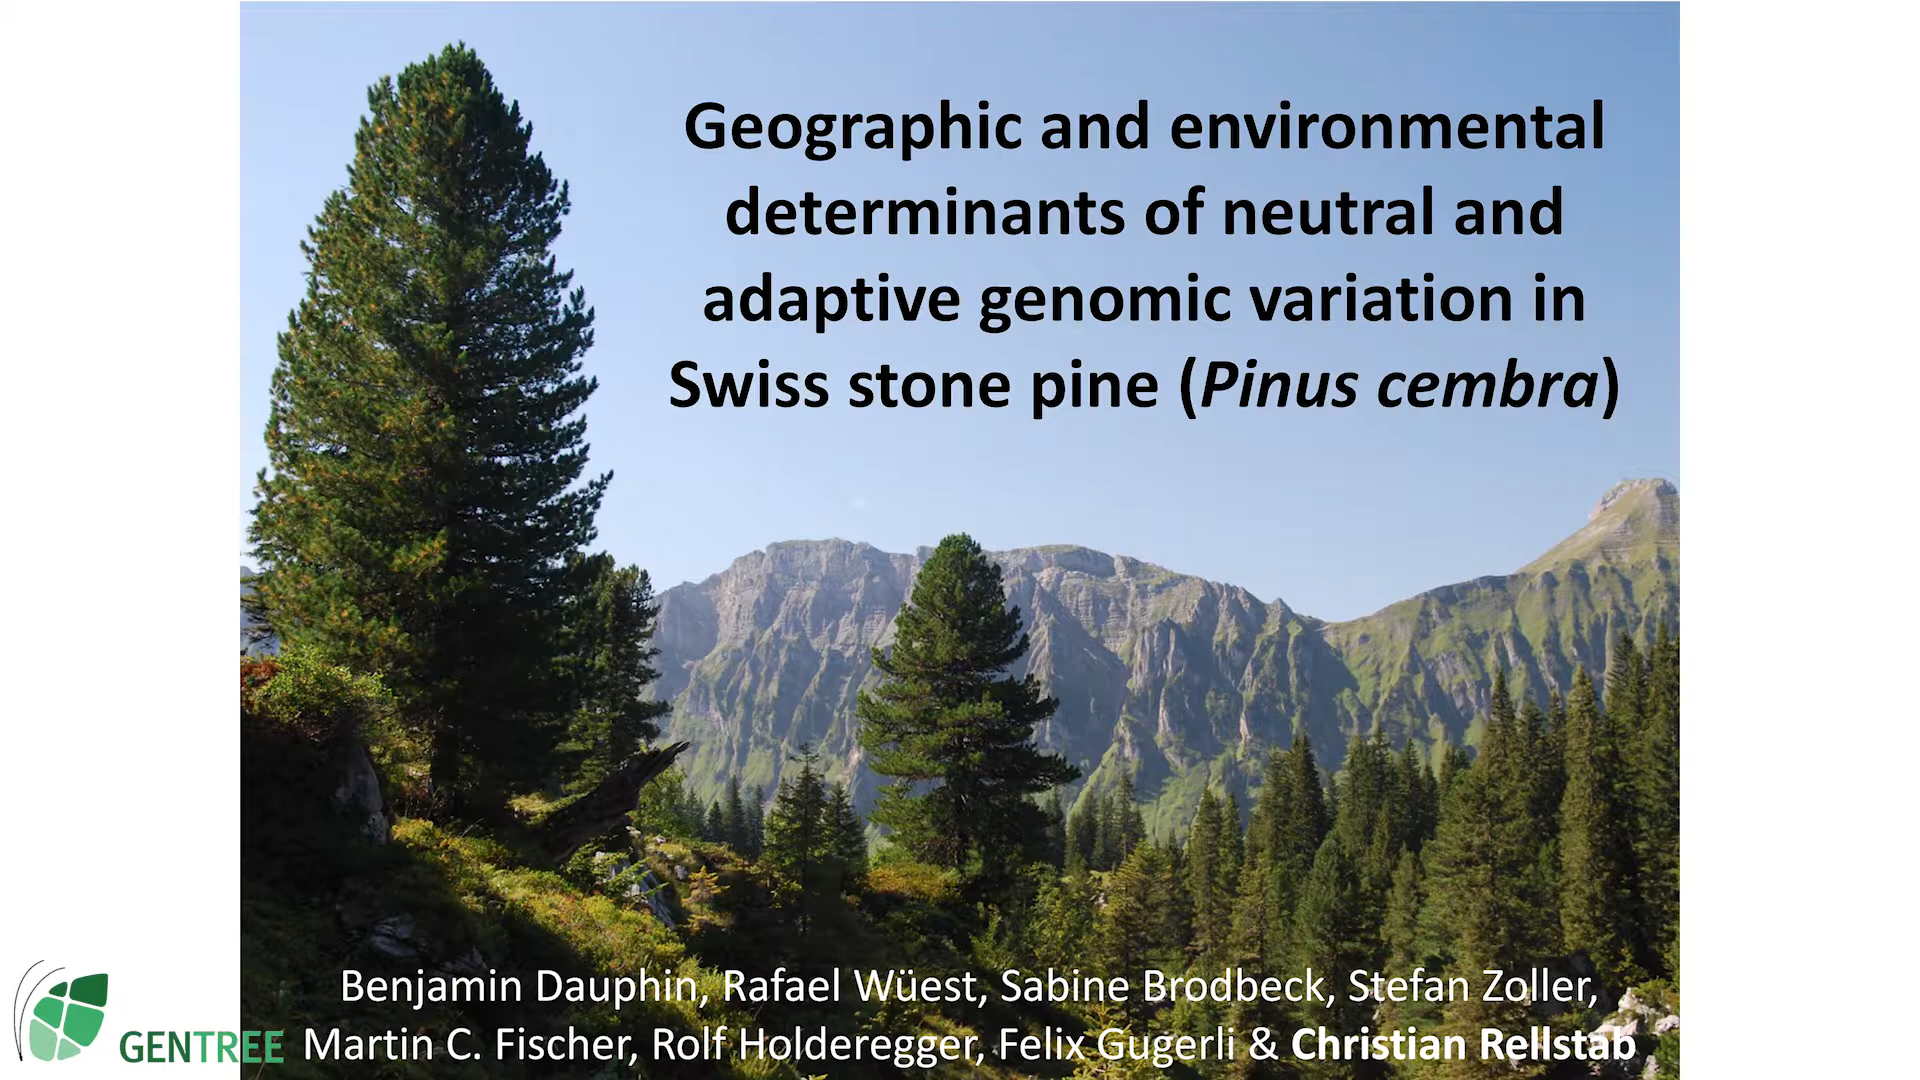 Geographic and environmental
determinants of neutral and
adaptive genomic variation in
Swiss stone pine (Pinus cembra)
Benjamin Dauphin, Rafael Wüest, Sabine Brodbeck, Stefan Zoller,
Martin C. Fischer, Rolf Holderegger, Felix Gugerli & Christian Rellstab
GENTREE